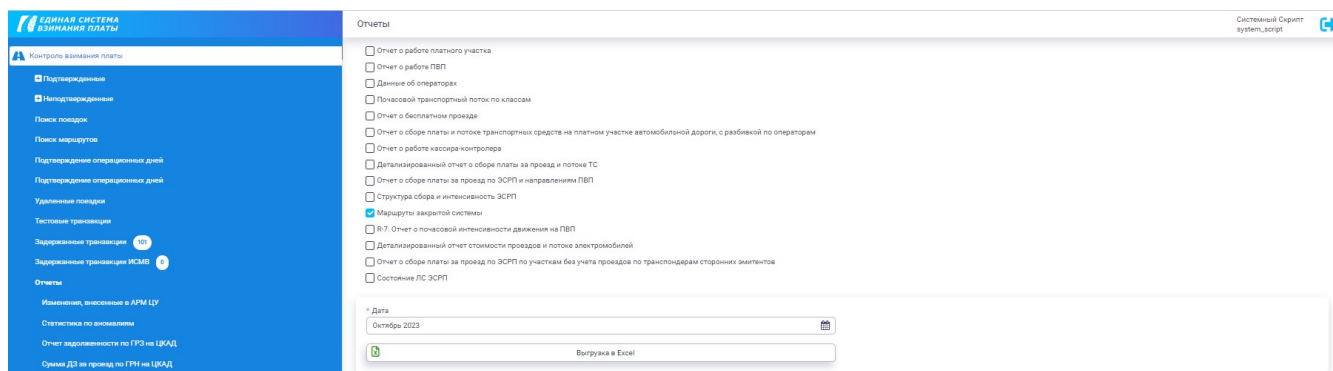 ЕДИНАЯ СИСТЕМА
ВЗИМАНИЯ ПЛАТЫ
Контроль взимания платы
Подтвержденные
Неподтвержденные
Поиск поездок
Поиск маршрутов
Подтверждение операционных дней
Подтверждение операционных дней
Удаленные поездки
Тестовые транзакции
Задержанные транзакции 101
Задержанные транзакции ИСМВ 0
Отчеты
Изменения, внесенные в АРМ ЦУ
Статистика по аномалиям
Отчет задолженности по ГРЗ на ЦКАД
Сумма ДЗ за проезд по ГРН на ЦКАД
Отчеты
Системный Скрипт
system_script
Отчет о работе платного участка
Отчет о работе ПВП
Данные об операторах
Почасовой транспортный поток по классам
Отчет о бесплатном проезде
Отчет о сборе платы и потоке транспортных средств на платном участке автомобильной дороги, с разбивкой по операторам
Отчет о работе кассира-контролера
Детализированный отчет о сборе платы за проезд и потоке ТС
Отчет о сборе платы за проезд по ЭСРП и направлениям ПВП
Структура сбора и интенсивность ЭСРП
Маршруты закрытой системы
R-7: Отчет о почасовой интенсивности движения на ПВП
Детализированный отчет стоимости проездов и потоке электромобилей
Отчет о сборе платы за проезд по ЭСРП по участкам без учета проездов по транспондерам сторонних эмитентов
Состояние ЛС ЭСРП
* Дата
Октябрь 2023
Выгрузка в Excel